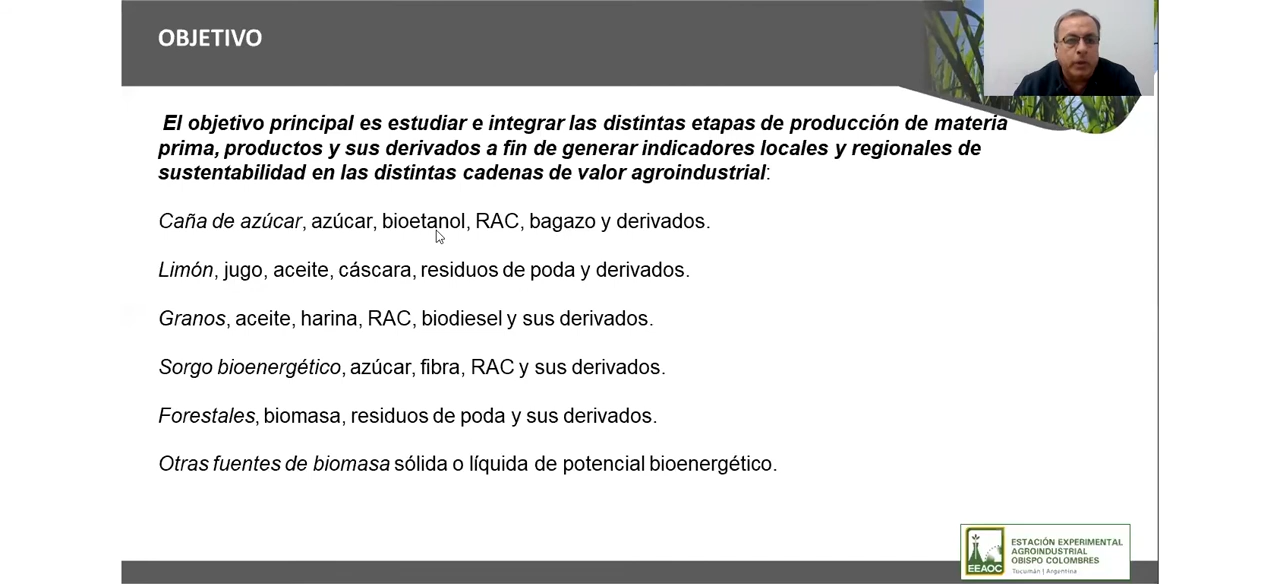 OBJETIVO
El objetivo principal es estudiar e integrar las distintas etapas de producción de materia
prima, productos y sus derivados a fin de generar indicadores locales y regionales de
sustentabilidad en las distintas cadenas de valor agroindustrial:
Caña de azúcar, azúcar, bioetanol, RAC, bagazo y derivados.
Limón, jugo, aceite, cáscara, residuos de poda y derivados.
Granos, aceite, harina, RAC, biodiesel y sus derivados.
Sorgo bioenergético, azúcar, fibra, RAC y sus derivados.
Forestales, biomasa, residuos de poda y sus derivados.
Otras fuentes de biomasa sólida o líquida de potencial bioenergético.
EEAOC
ESTACIÓN EXPERIMENTAL
AGROINDUSTRIAL
OBISPO COLOMBRES
Tucumán | Argentina